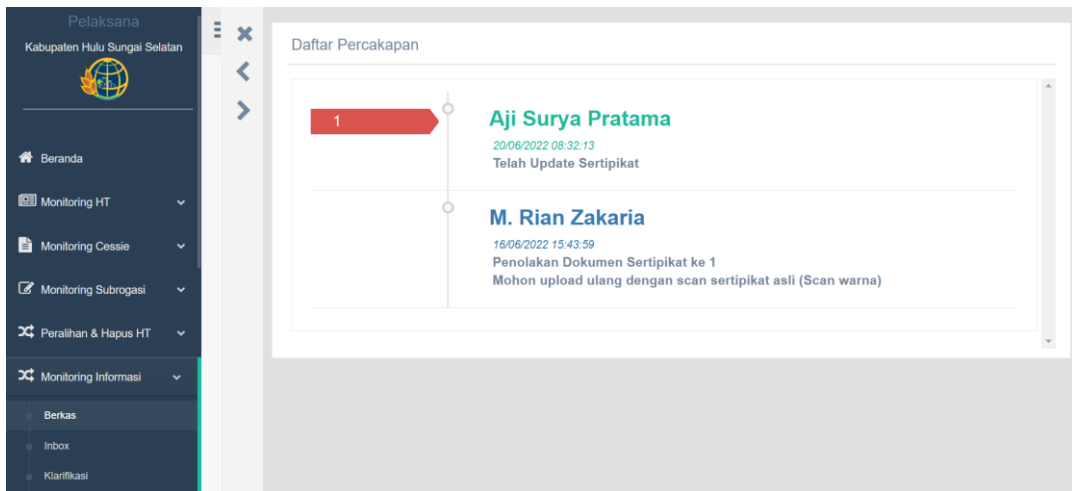 Pelaksana
Kabupaten Hulu Sungai Selatan
Beranda
Monitoring HT
Monitoring Cessie
Monitoring Subrogasi
Peralihan & Hapus HT
Monitoring Informasi
Berkas
Inbox
Klarifikasi
Daftar Percakapan
1
Aji Surya Pratama
20/06/2022 08:32:13
Telah Update Sertipikat
M. Rian Zakaria
16/06/2022 15:43:59
Penolakan Dokumen Sertipikat ke 1
Mohon upload ulang dengan scan sertipikat asli (Scan warna)